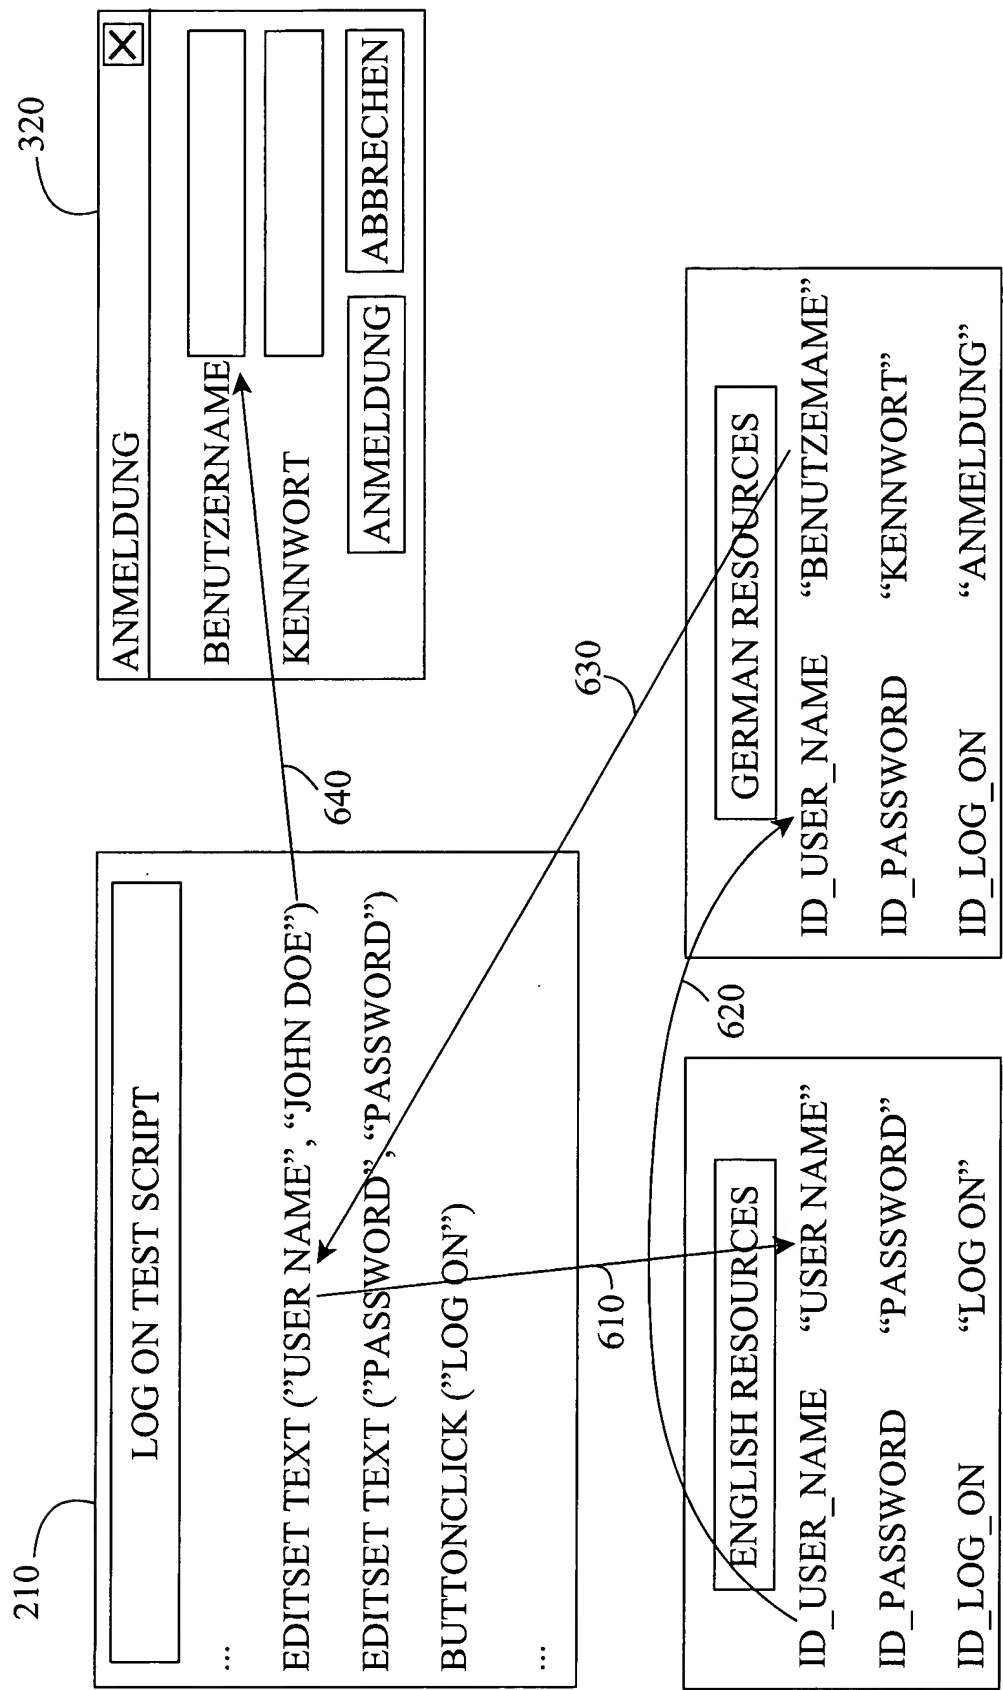 210
LOG ON TEST SCRIPT
...
EDITSET TEXT (”USER NAME”, “JOHN DOE”)
EDITSET TEXT (”PASSWORD”, “PASSWORD”)
BUTTONCLICK (”LOG ON”)
...
320
ANMELDUNG X
BENUTZERNAME
KENNWORT
ANMELDUNG ABBRECHEN
640
630
610
620
ENGLISH RESOURCES
ID_USER_NAME “USER NAME”
ID_PASSWORD “PASSWORD”
ID_LOG_ON “LOG ON”
GERMAN RESOURCES
ID_USER_NAME “BENUTZEMAME”
ID_PASSWORD “KENNWORT”
ID_LOG_ON “ANMELDUNG”